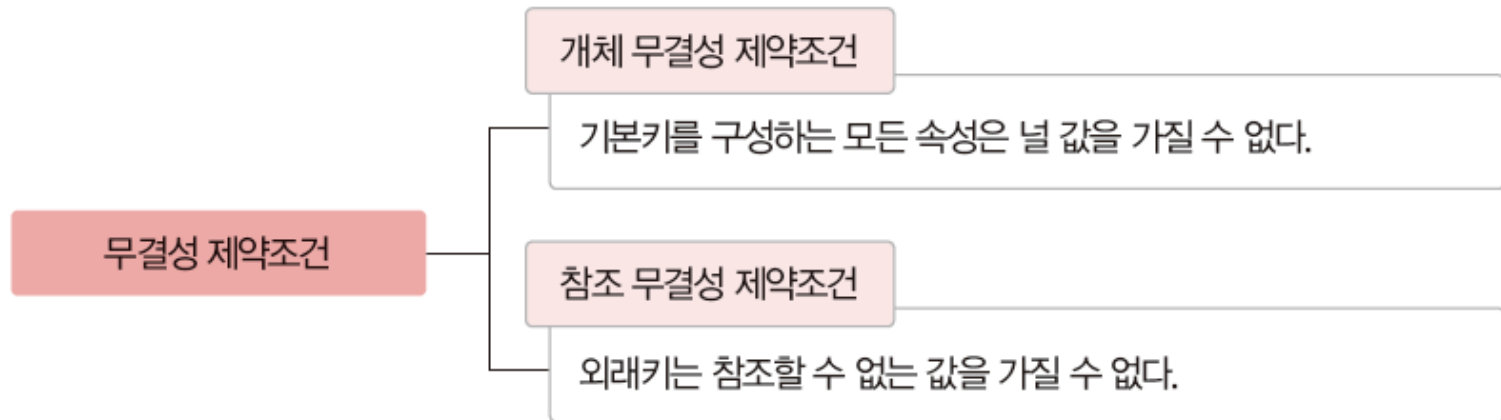 개체 무결성 제약조건
기본키를 구성하는 모든 속성은 널 값을 가질 수 없다.
무결성 제약조건
참조 무결성 제약조건
외래키는 참조할 수 없는 값을 가질 수 없다.